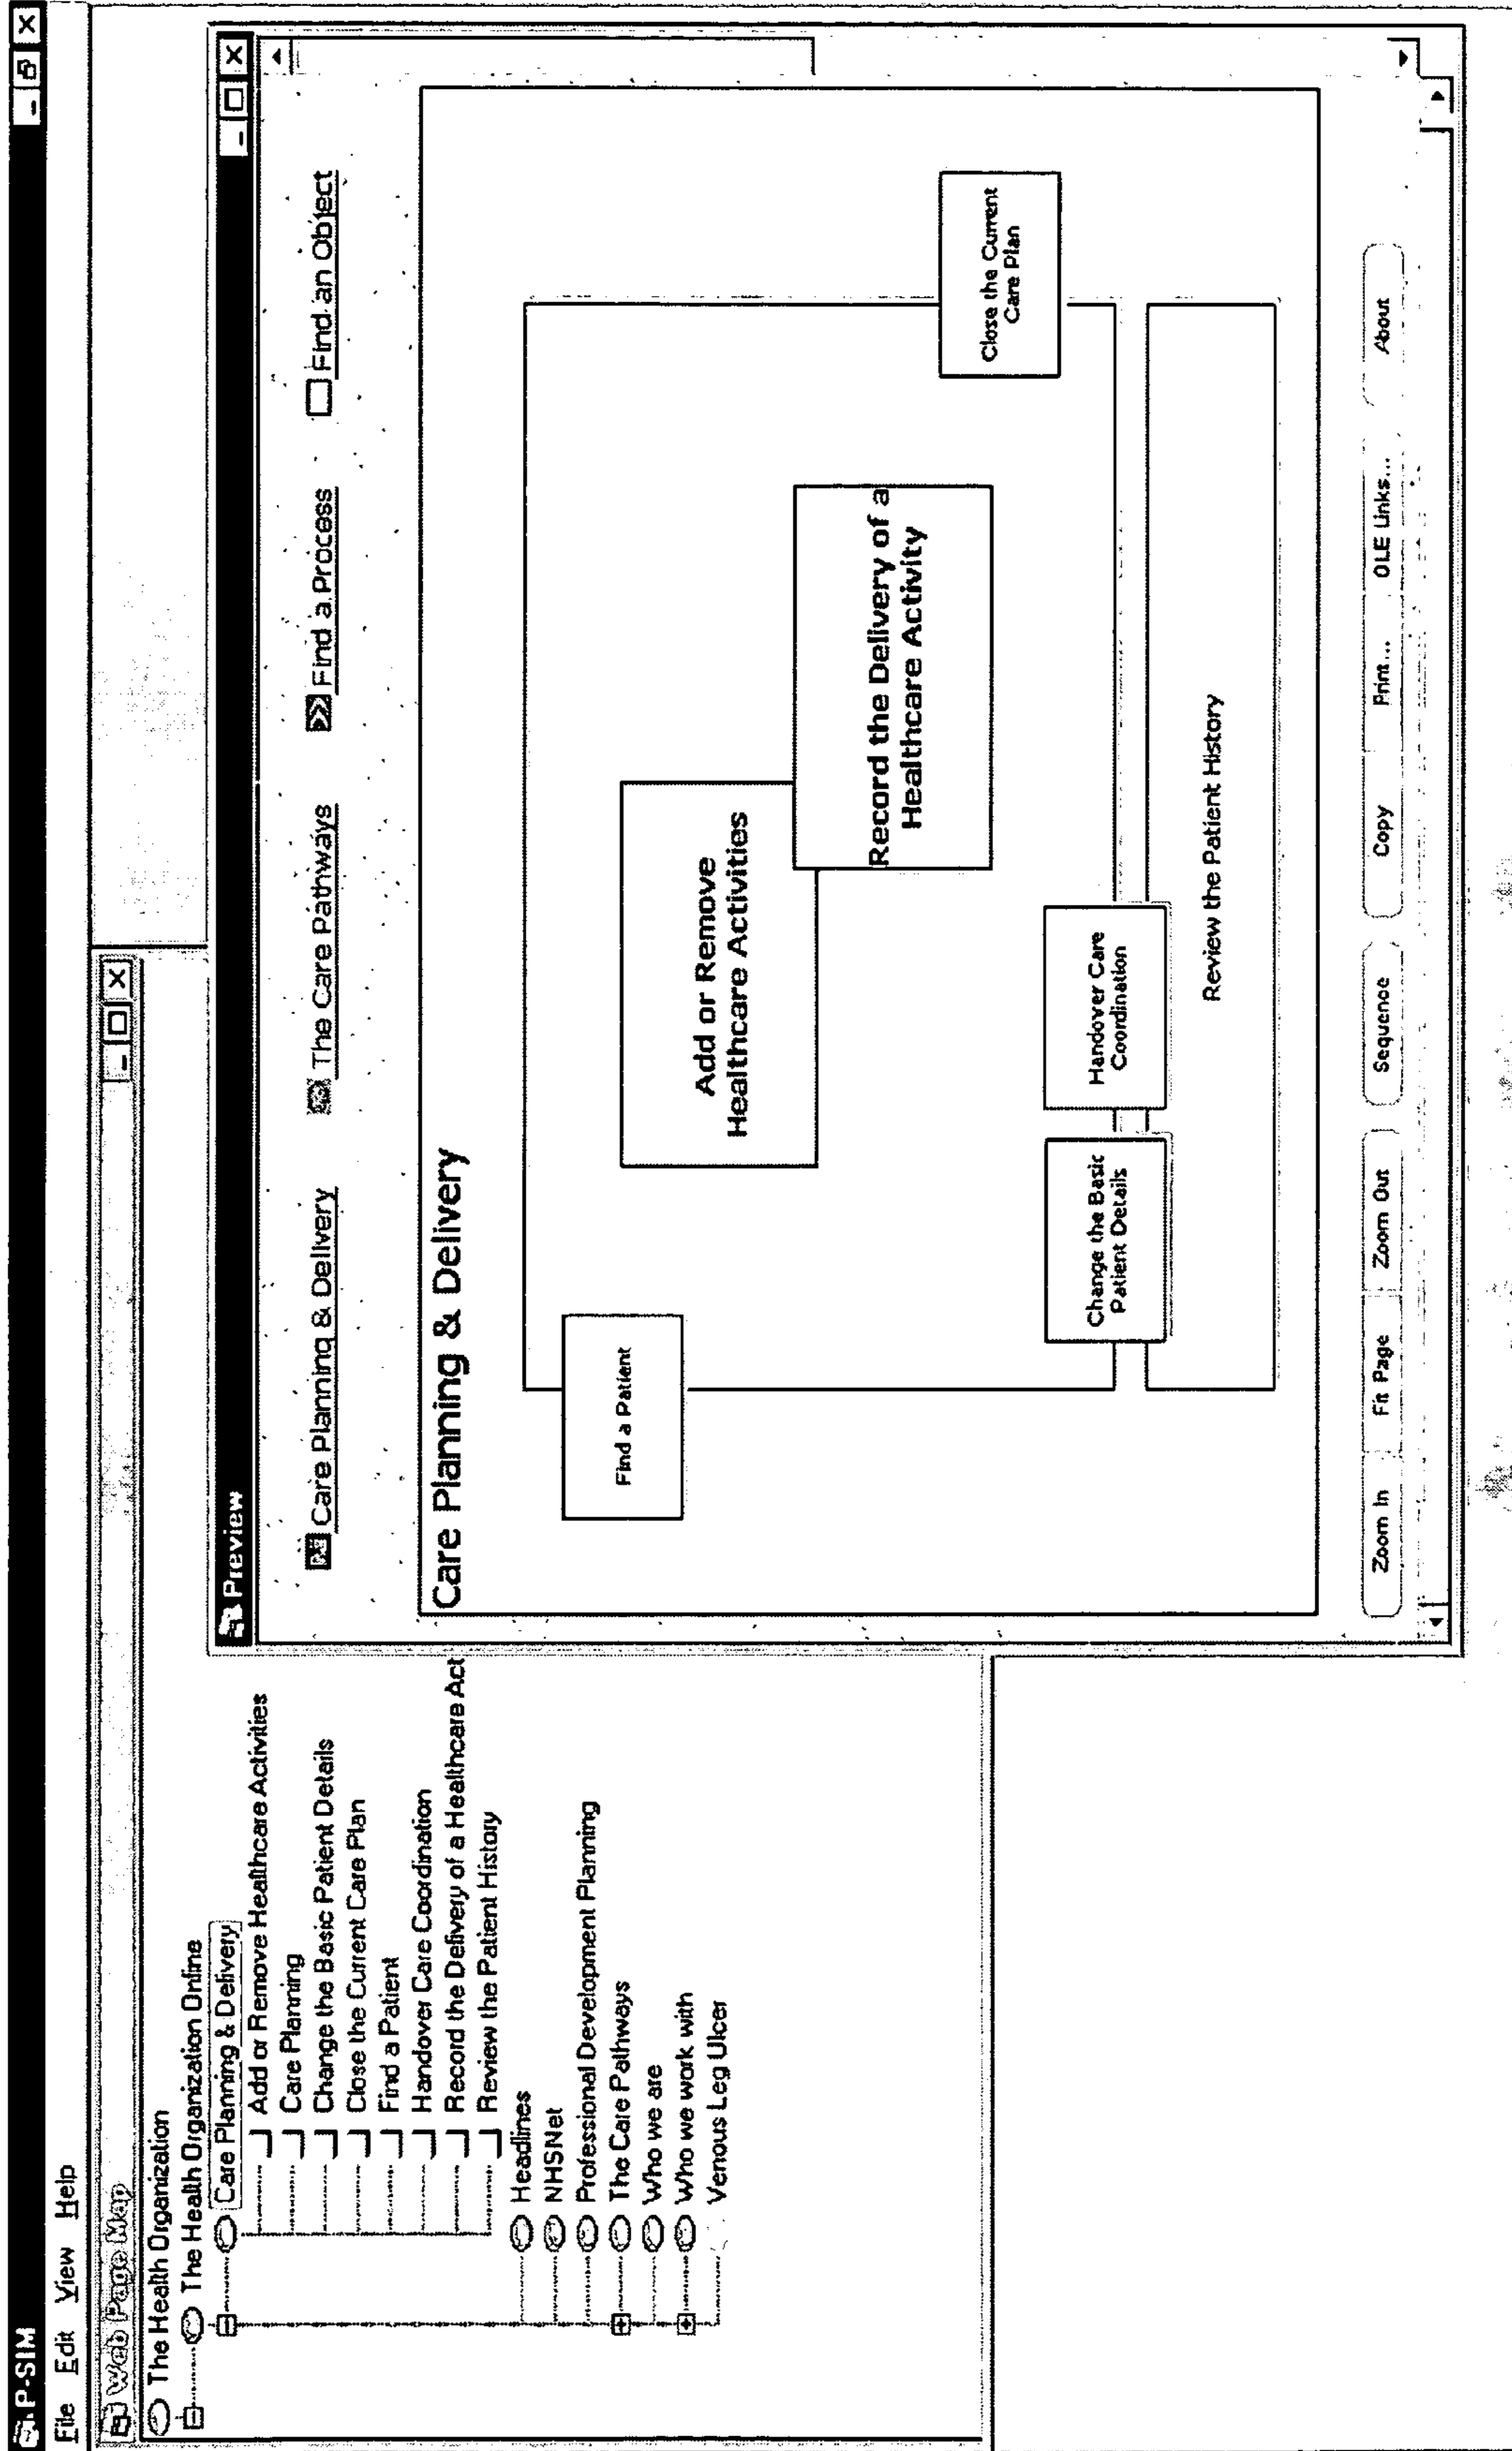 P-SIM
File Edit View Help
Web Page Map
The Health Organization
The Health Organization Online
Care Planning & Delivery
Add or Remove Healthcare Activities
Care Planning
Change the Basic Patient Details
Close the Current Care Plan
Find a Patient
Handover Care Coordination
Record the Delivery of a Healthcare Act
Review the Patient History
Headlines
NHSNet
Professional Development Planning
The Care Pathways
Who we are
Who we work with
Venous Leg Ulcer
Preview
Care Planning & Delivery The Care Pathways Find a Process Find an Object
Care Planning & Delivery
Find a Patient
Add or Remove
Healthcare Activities
Record the Delivery of a
Healthcare Activity
Close the Current
Care Plan
Change the Basic
Patient Details
Handover Care
Coordination
Review the Patient History
Zoom In Fit Page Zoom Out Sequence Copy Print... OLE Links... About